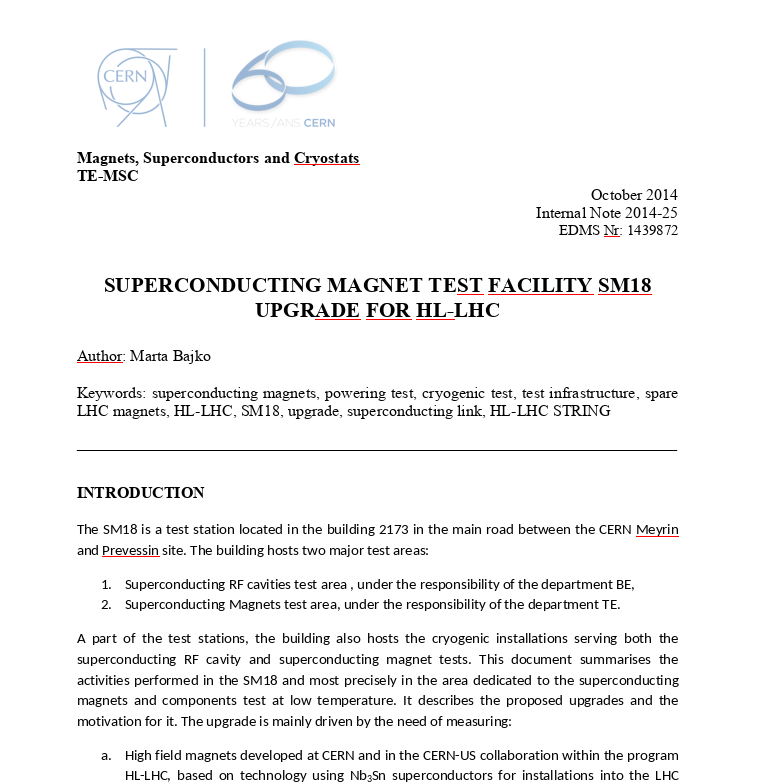 CERN
YEARS/ANS CERN
Magnets, Superconductors and Cryostats
TE-MSC
October 2014
Internal Note 2014-25
EDMS Nr: 1439872
SUPERCONDUCTING MAGNET TEST FACILITY SM18
UPGRADE FOR HL-LHC
Author: Marta Bajko
Keywords: superconducting magnets, powering test, cryogenic test, test infrastructure, spare
LHC magnets, HL-LHC, SM18, upgrade, superconducting link, HL-LHC STRING
INTRODUCTION
The SM18 is a test station located in the building 2173 in the main road between the CERN Meyrin
and Prevessin site. The building hosts two major test areas:
1. Superconducting RF cavities test area , under the responsibility of the department BE,
2. Superconducting Magnets test area, under the responsibility of the department TE.
A part of the test stations, the building also hosts the cryogenic installations serving both the
superconducting RF cavity and superconducting magnet tests. This document summarises the
activities performed in the SM18 and most precisely in the area dedicated to the superconducting
magnets and components test at low temperature. It describes the proposed upgrades and the
motivation for it. The upgrade is mainly driven by the need of measuring:
a. High field magnets developed at CERN and in the CERN-US collaboration within the program
HL-LHC, based on technology using Nb₃Sn superconductors for installations into the LHC